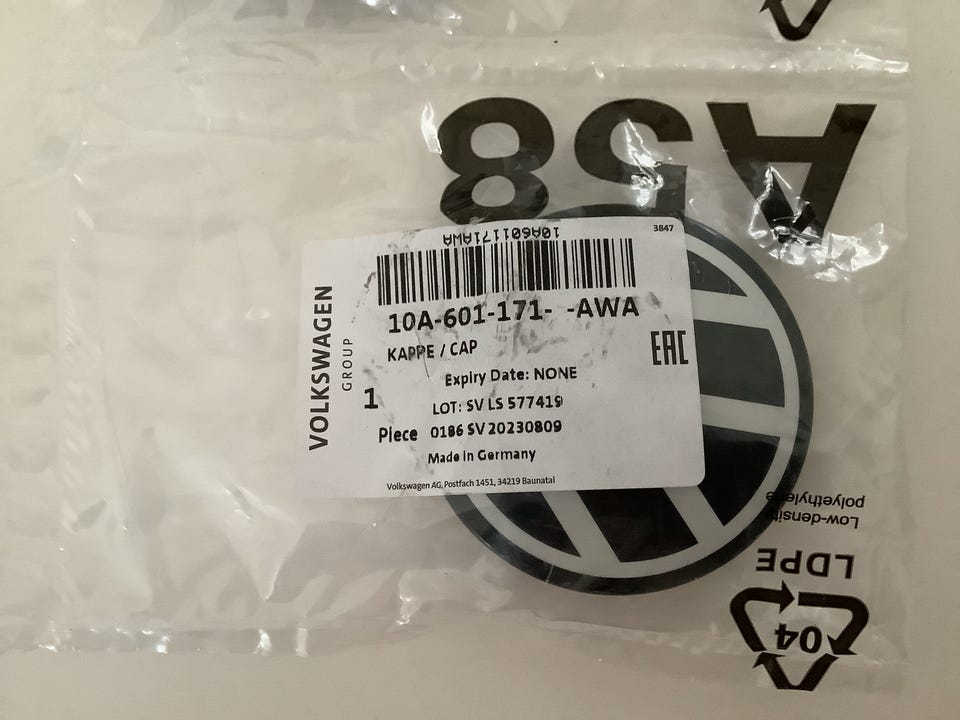 A58
3847
10A601171AWA
10A-601-171- -AWA
KAPPE / CAP
EAC
Expiry Date: NONE
1
LOT: SV LS 577419
Piece 0186 SV 20230809
Made in Germany
Volkswagen AG, Postfach 1451, 34219 Baunatal
VOLKSWAGEN
GROUP
Low-density
polyethylene
LDPE
04